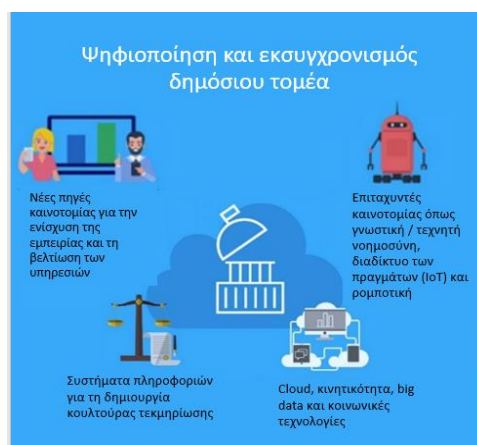 Ψηφιοποίηση και εκσυγχρονισμός
δημόσιου τομέα
Νέες πηγές
καινοτομίας για την
ενίσχυση της
εμπειρίας και τη
βελτίωση των
υπηρεσιών
Επιταχυντές
καινοτομίας όπως
γνωστική / τεχνητή
νοημοσύνη,
διαδίκτυο των
πραγμάτων (IoT) και
ρομποτική
Συστήματα πληροφοριών
για τη δημιουργία
κουλτούρας τεκμηρίωσης
Cloud, κινητικότητα, big
data και κοινωνικές
τεχνολογίες